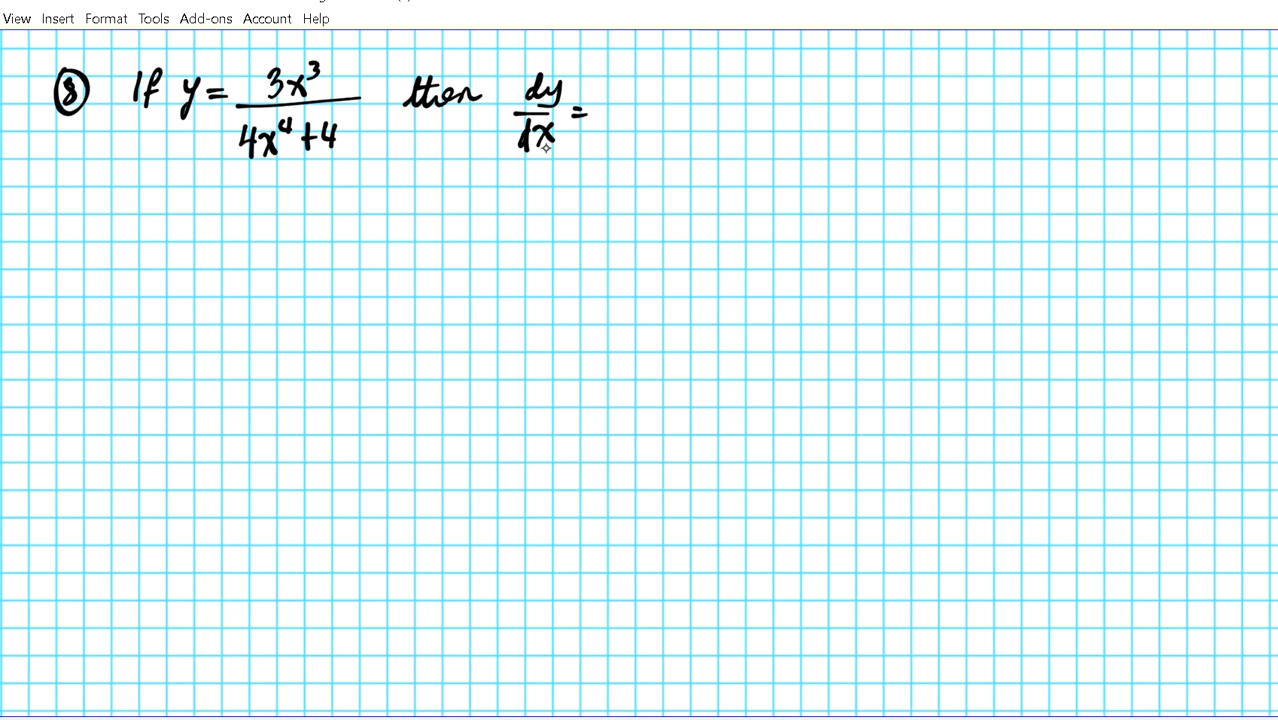 View Insert Format Tools Add-ons Account Help
⑧ If y = 3x³/(4x⁴+4) then dy/dx =